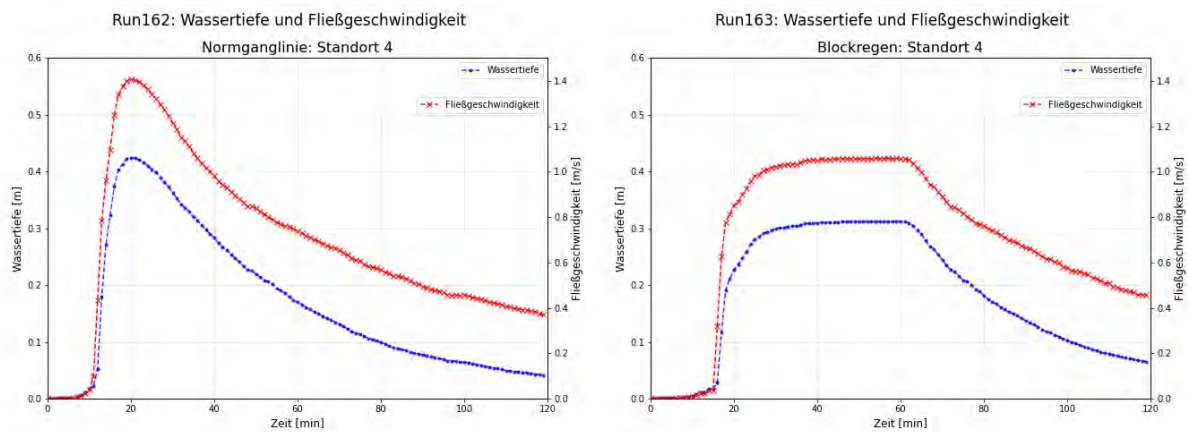 Run162: Wassertiefe und Fließgeschwindigkeit
Normganglinie: Standort 4
Wassertiefe
Fließgeschwindigkeit
0.6
0.5
0.4
0.3
0.2
0.1
0.0
Wassertiefe [m]
1.4
1.2
1.0
0.8
0.6
0.4
0.2
0.0
Fließgeschwindigkeit [m/s]
0 20 40 60 80 100 120
Zeit [min]
Run163: Wassertiefe und Fließgeschwindigkeit
Blockregen: Standort 4
Wassertiefe
Fließgeschwindigkeit
0.6
0.5
0.4
0.3
0.2
0.1
0.0
Wassertiefe [m]
1.4
1.2
1.0
0.8
0.6
0.4
0.2
0.0
Fließgeschwindigkeit [m/s]
0 20 40 60 80 100 120
Zeit [min]